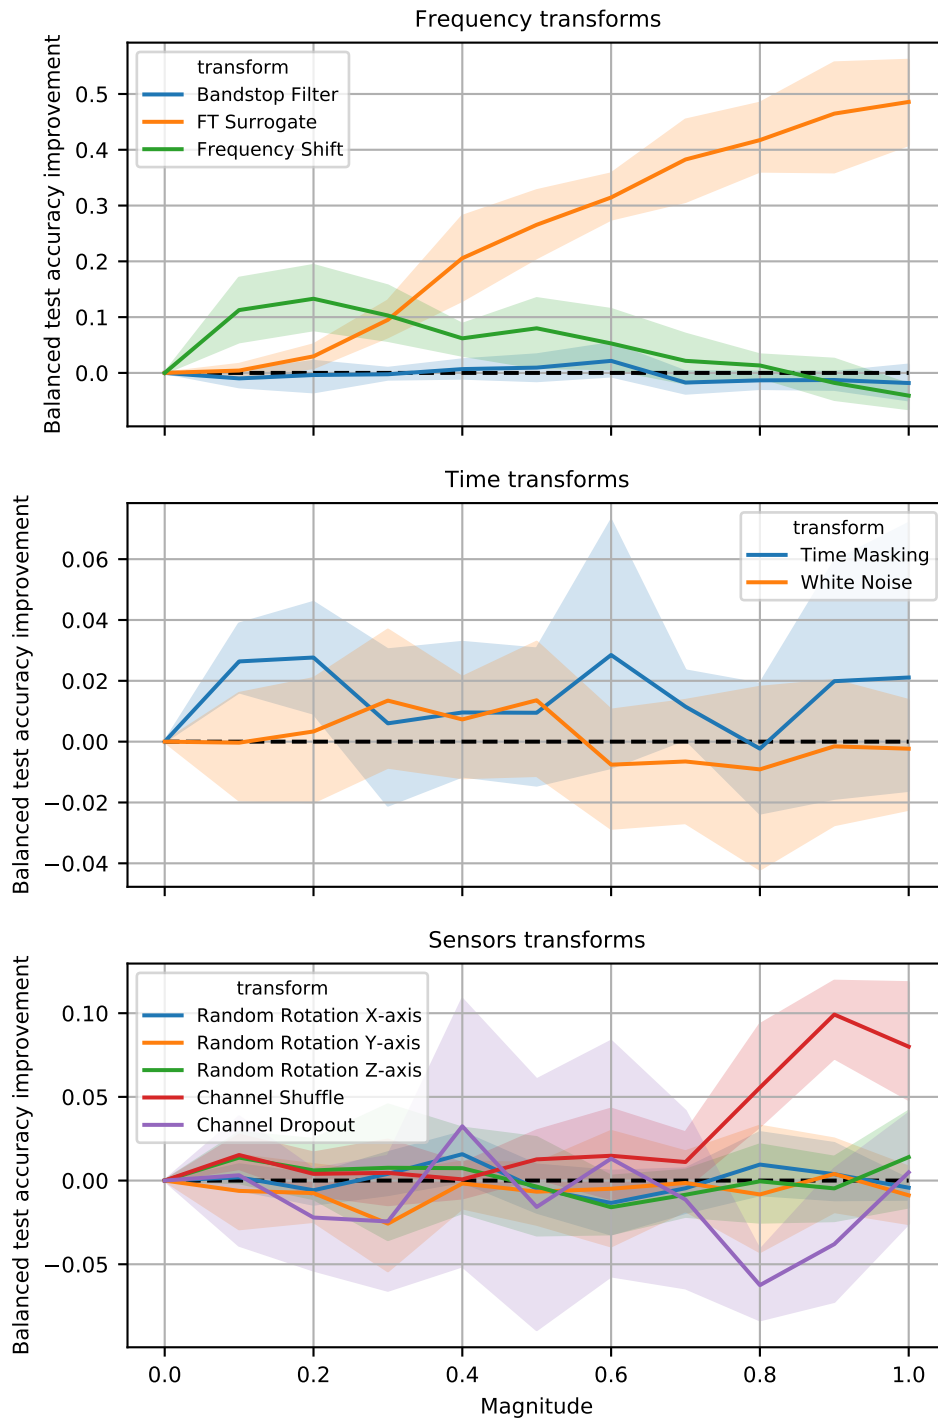 Frequency transforms
Balanced test accuracy improvement
transform
Bandstop Filter
FT Surrogate
Frequency Shift
0.5
0.4
0.3
0.2
0.1
0.0
Time transforms
Balanced test accuracy improvement
transform
Time Masking
White Noise
0.06
0.04
0.02
0.00
−0.02
−0.04
Sensors transforms
Balanced test accuracy improvement
transform
Random Rotation X-axis
Random Rotation Y-axis
Random Rotation Z-axis
Channel Shuffle
Channel Dropout
0.10
0.05
0.00
−0.05
0.0 0.2 0.4 0.6 0.8 1.0
Magnitude